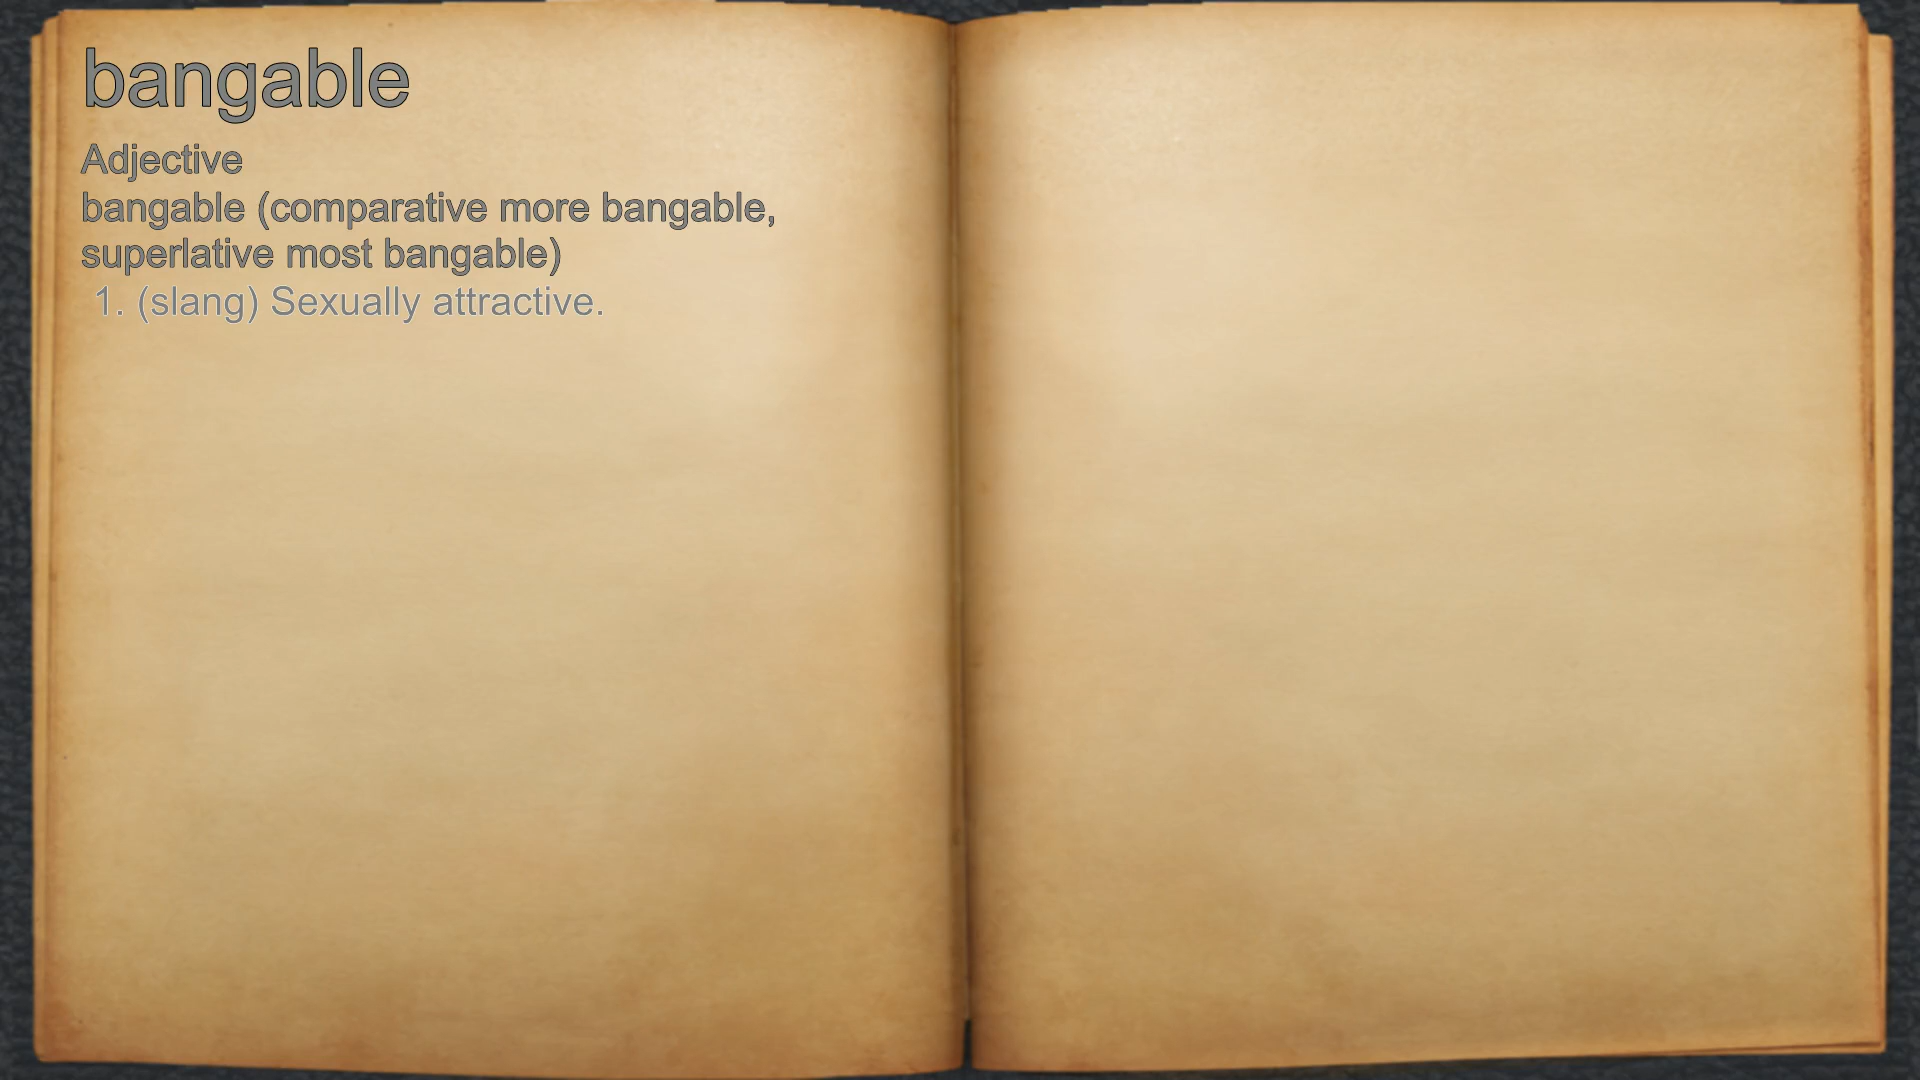 bangable
Adjective
bangable (comparative more bangable,
superlative most bangable)
1. (slang) Sexually attractive.